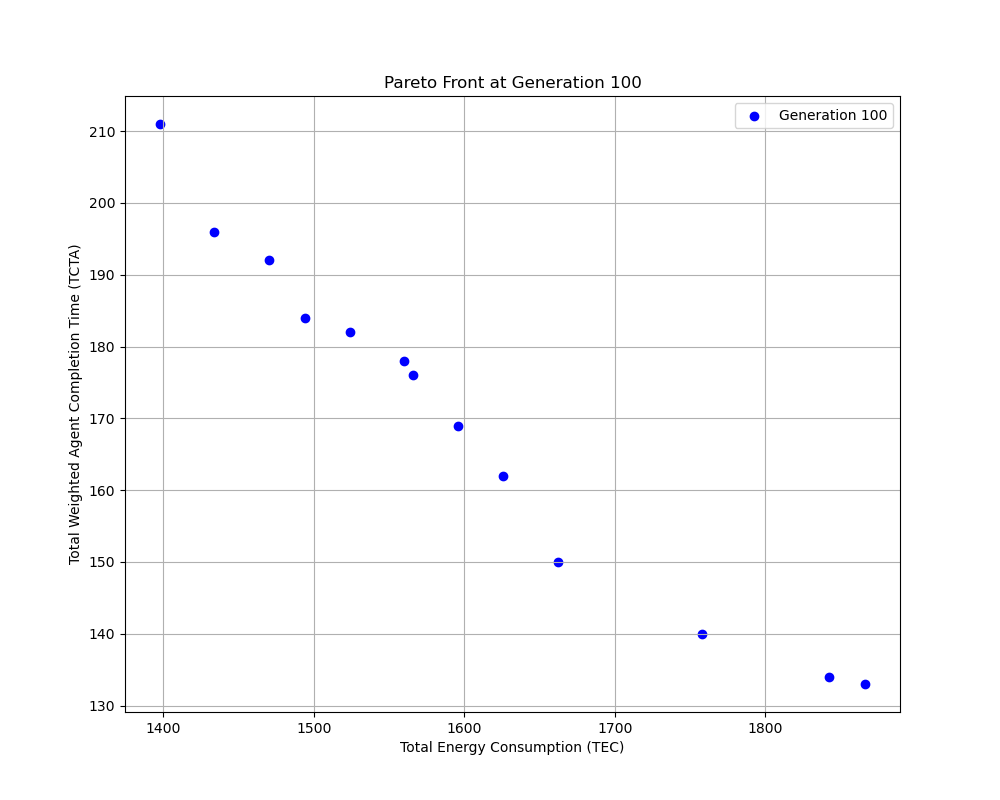 Pareto Front at Generation 100
Generation 100
Total Weighted Agent Completion Time (TCTA)
210
200
190
180
170
160
150
140
130
1400 1500 1600 1700 1800
Total Energy Consumption (TEC)